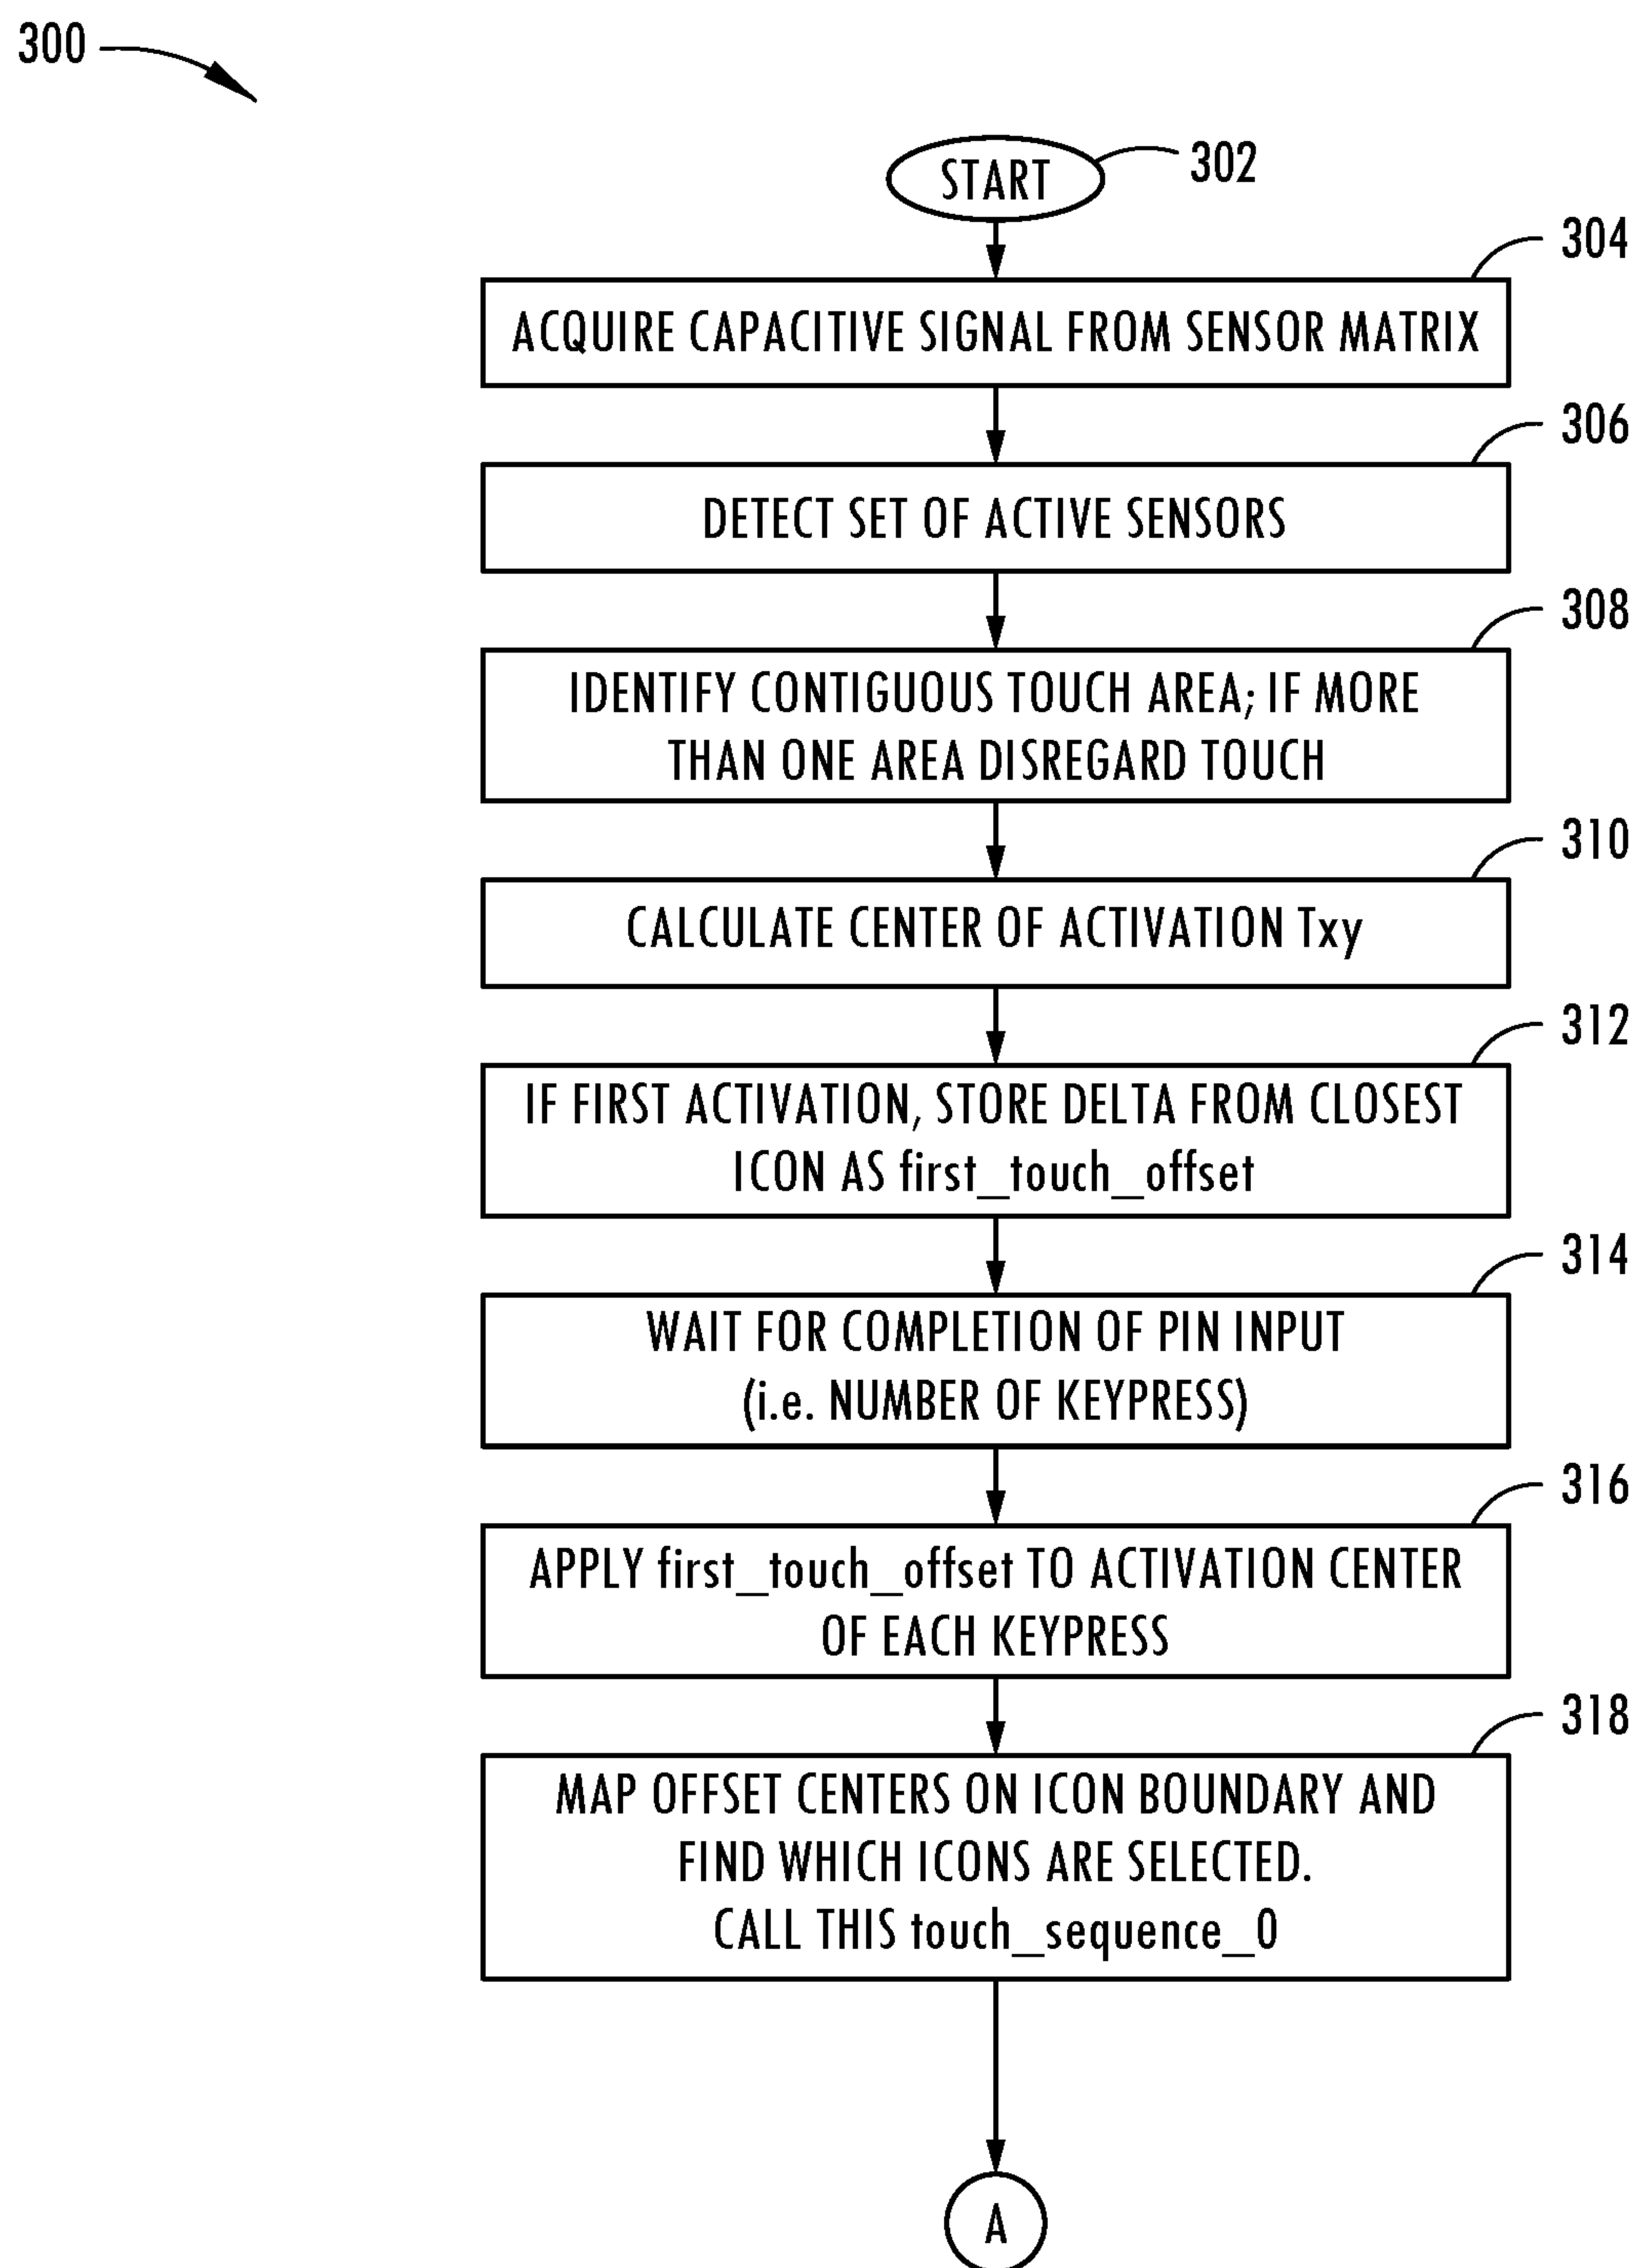 300
START
302
304
ACQUIRE CAPACITIVE SIGNAL FROM SENSOR MATRIX
306
DETECT SET OF ACTIVE SENSORS
308
IDENTIFY CONTIGUOUS TOUCH AREA; IF MORE
THAN ONE AREA DISREGARD TOUCH
310
CALCULATE CENTER OF ACTIVATION Txy
312
IF FIRST ACTIVATION, STORE DELTA FROM CLOSEST
ICON AS first_touch_offset
314
WAIT FOR COMPLETION OF PIN INPUT
(i.e. NUMBER OF KEYPRESS)
316
APPLY first_touch_offset TO ACTIVATION CENTER
OF EACH KEYPRESS
318
MAP OFFSET CENTERS ON ICON BOUNDARY AND
FIND WHICH ICONS ARE SELECTED.
CALL THIS touch_sequence_0
A